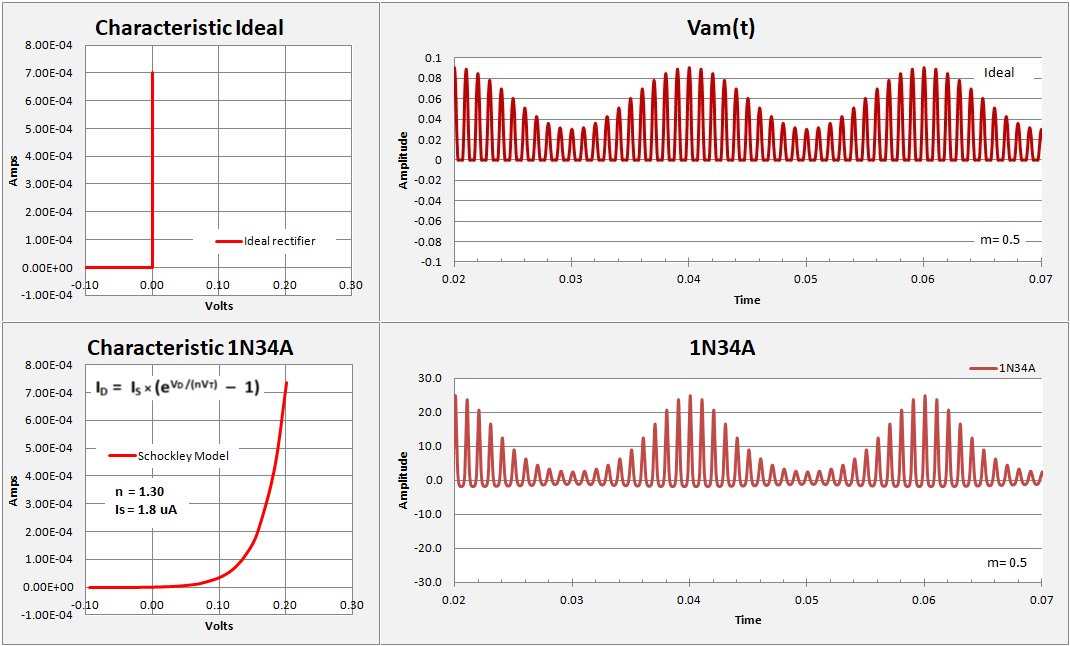 Characteristic Ideal
8.00E-04
7.00E-04
6.00E-04
5.00E-04
4.00E-04
3.00E-04
2.00E-04
1.00E-04
0.00E+00
-1.00E-04
Amps
Ideal rectifier
-0.10 0.00 0.10 0.20 0.30
Volts
Vam(t)
0.1
0.08
0.06
0.04
0.02
0
-0.02
-0.04
-0.06
-0.08
-0.1
Amplitude
Ideal
m= 0.5
0.02 0.03 0.04 0.05 0.06 0.07
Time
Characteristic 1N34A
8.00E-04
7.00E-04
6.00E-04
5.00E-04
4.00E-04
3.00E-04
2.00E-04
1.00E-04
0.00E+00
-1.00E-04
Amps
I_D = I_S × (e^{V_D/(nV_T)} − 1)
Schockley Model
n = 1.30
Is = 1.8 uA
-0.10 0.00 0.10 0.20 0.30
Volts
1N34A
1N34A
30.0
20.0
10.0
0.0
-10.0
-20.0
-30.0
Amplitude
m= 0.5
0.02 0.03 0.04 0.05 0.06 0.07
Time